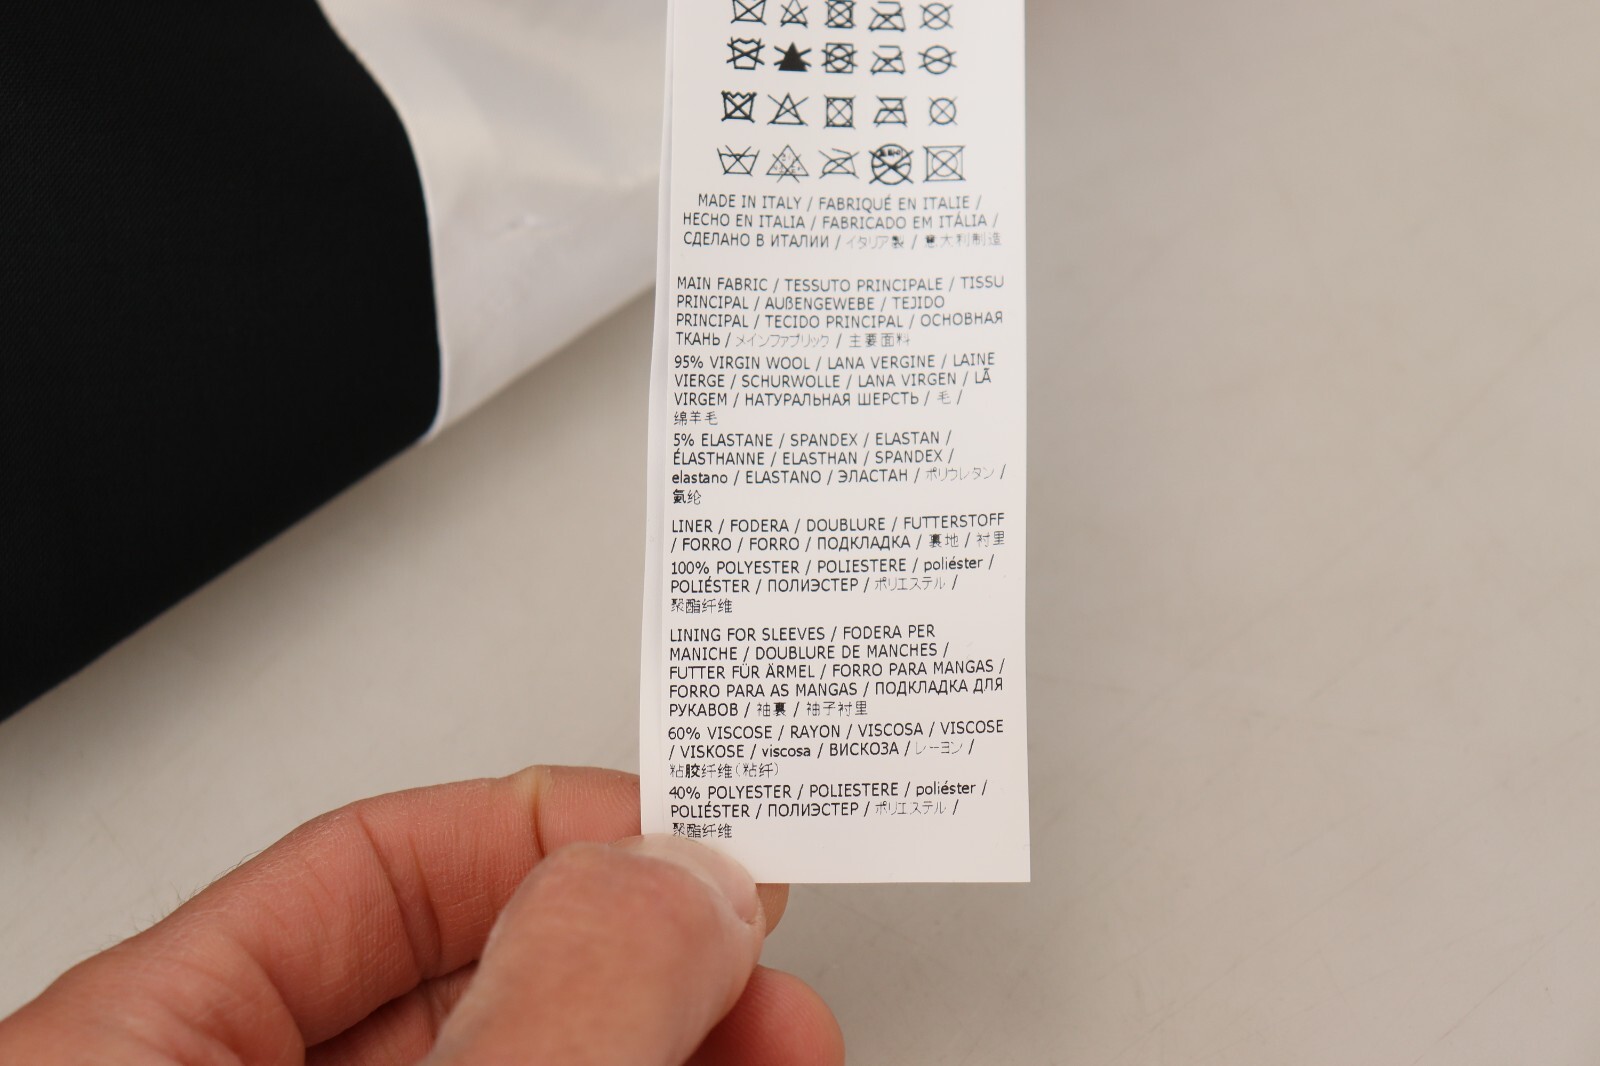 MADE IN ITALY / FABRIQUÉ EN ITALIE /
HECHO EN ITALIA / FABRICADO EM ITÁLIA /
СДЕЛАНО В ИТАЛИИ / イタリア製 / 意大利制造
MAIN FABRIC / TESSUTO PRINCIPALE / TISSU
PRINCIPAL / AUßENGEWEBE / TEJIDO
PRINCIPAL / TECIDO PRINCIPAL / ОСНОВНАЯ
ТКАНЬ / メインファブリック / 主要面料
95% VIRGIN WOOL / LANA VERGINE / LAINE
VIERGE / SCHURWOLLE / LANA VIRGEN / LÃ
VIRGEM / НАТУРАЛЬНАЯ ШЕРСТЬ / 毛 /
绵羊毛
5% ELASTANE / SPANDEX / ELASTAN /
ÉLASTHANNE / ELASTHAN / SPANDEX /
elastano / ELASTANO / ЭЛАСТАН / ポリウレタン /
氨纶
LINER / FODERA / DOUBLURE / FUTTERSTOFF
/ FORRO / FORRO / ПОДКЛАДКА / 裏地 / 衬里
100% POLYESTER / POLIESTERE / poliéster /
POLIÉSTER / ПОЛИЭСТЕР / ポリエステル /
聚酯纤维
LINING FOR SLEEVES / FODERA PER
MANICHE / DOUBLURE DE MANCHES /
FUTTER FÜR ÄRMEL / FORRO PARA MANGAS /
FORRO PARA AS MANGAS / ПОДКЛАДКА ДЛЯ
РУКАВОВ / 袖裏 / 袖子衬里
60% VISCOSE / RAYON / VISCOSA / VISCOSE
/ VISKOSE / viscosa / ВИСКОЗА / レーヨン /
粘胶纤维(粘纤)
40% POLYESTER / POLIESTERE / poliéster /
POLIÉSTER / ПОЛИЭСТЕР / ポリエステル /
聚酯纤维